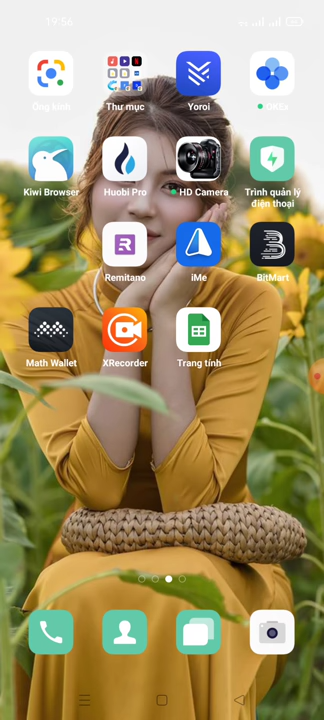 19:56
Ống kính
Thư mục
Yoroi
OKEx
Kiwi Browser
Huobi Pro
HD Camera
Trình quản lý
điện thoại
Remitano
iMe
BitMart
Math Wallet
XRecorder
Trang tính